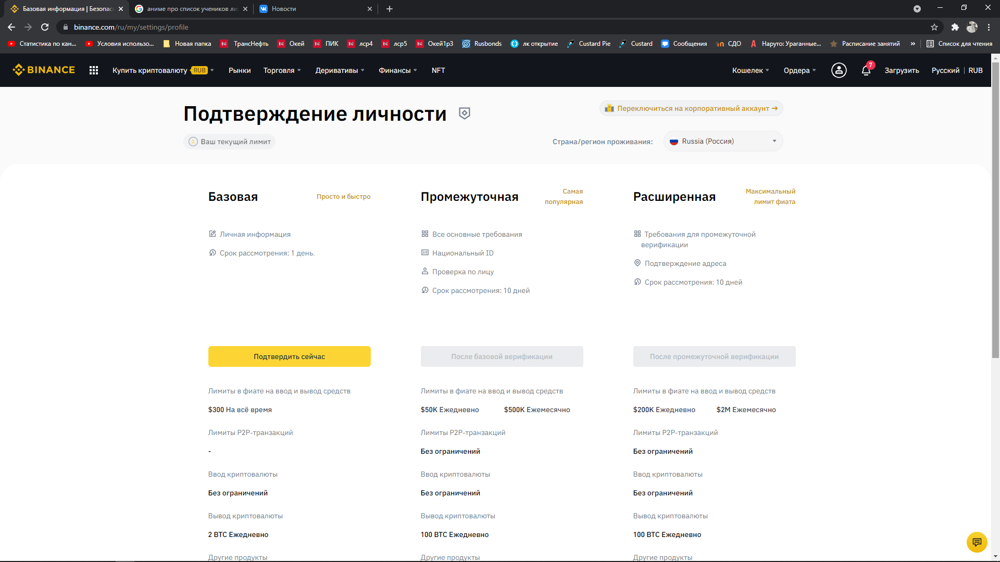 Базовая информация | Безопас
аниме про список учеников ли
Новости
binance.com/ru/my/settings/profile
Статистика по кан...
Условия использо...
Новая папка
ТрансНефть
Окей
ПИК
лср4
лср5
Окей1р3
Rusbonds
лк открытие
Custard Pie
Custard
Сообщения
СДО
Наруто: Ураганные...
Расписание занятий
»
Список для чтения
BINANCE
Купить криптовалюту RUB
Рынки
Торговля
Деривативы
Финансы
NFT
Кошелек
Ордера
7
Загрузить
Русский | RUB
Подтверждение личности
Переключиться на корпоративный аккаунт →
Ваш текущий лимит
Страна/регион проживания:
Russia (Россия)
Базовая
Просто и быстро
Личная информация
Срок рассмотрения: 1 день.
Подтвердить сейчас
Лимиты в фиате на ввод и вывод средств
$300 На всё время
Лимиты P2P-транзакций
-
Ввод криптовалюты
Без ограничений
Вывод криптовалюты
2 BTC Ежедневно
Другие продукты
Промежуточная
Самая
популярная
Все основные требования
Национальный ID
Проверка по лицу
Срок рассмотрения: 10 дней
После базовой верификации
Лимиты в фиате на ввод и вывод средств
$50K Ежедневно $500K Ежемесячно
Лимиты P2P-транзакций
Без ограничений
Ввод криптовалюты
Без ограничений
Вывод криптовалюты
100 BTC Ежедневно
Другие продукты
Расширенная
Максимальный
лимит фиата
Требования для промежуточной
верификации
Подтверждение адреса
Срок рассмотрения: 10 дней
После промежуточной верификации
Лимиты в фиате на ввод и вывод средств
$200K Ежедневно $2M Ежемесячно
Лимиты P2P-транзакций
Без ограничений
Ввод криптовалюты
Без ограничений
Вывод криптовалюты
100 BTC Ежедневно
Другие продукты